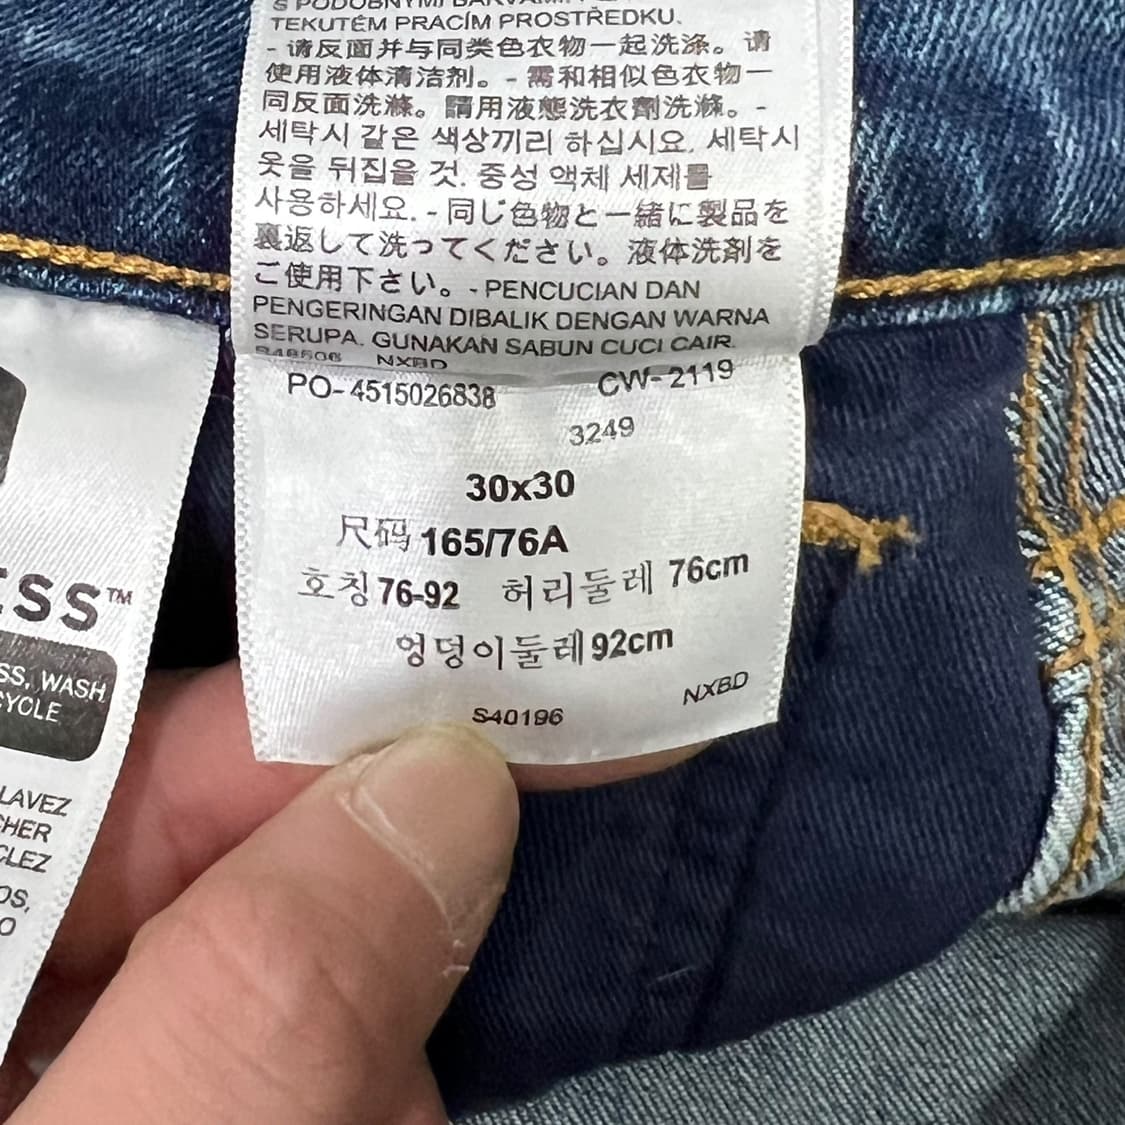 TEKUTÉM PRACÍM PROSTŘEDKU.
- 请反面并与同类色衣物一起洗涤。请
使用液体清洁剂。- 需和相似色衣物一
同反面洗滌。請用液態洗衣劑洗滌。-
세탁시 같은 색상끼리 하십시요. 세탁시
옷을 뒤집을 것. 중성 액체 세제를
사용하세요. - 同じ色物と一緒に製品を
裏返して洗ってください。液体洗剤を
ご使用下さい。- PENCUCIAN DAN
PENGERINGAN DIBALIK DENGAN WARNA
SERUPA. GUNAKAN SABUN CUCI CAIR.
NXBD
PO-4515026838 CW-2119
3249
30x30
尺码 165/76A
호칭 76-92 허리둘레 76cm
엉덩이둘레 92cm
NXBD
S40196
ESS™
SS, WASH
CYCLE
LAVEZ
CHER
CLEZ
OS,
O